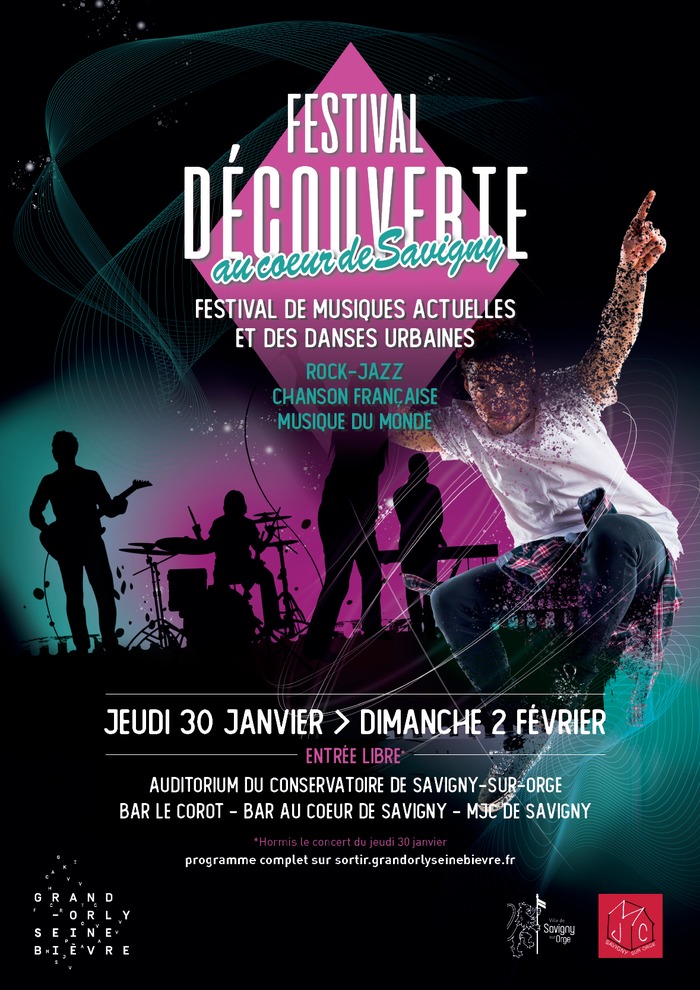 FESTIVAL
DÉCOUVERTE
au coeur de Savigny
FESTIVAL DE MUSIQUES ACTUELLES
ET DES DANSES URBAINES
ROCK-JAZZ
CHANSON FRANÇAISE
MUSIQUE DU MONDE
JEUDI 30 JANVIER > DIMANCHE 2 FÉVRIER
ENTRÉE LIBRE*
AUDITORIUM DU CONSERVATOIRE DE SAVIGNY-SUR-ORGE
BAR LE COROT - BAR AU COEUR DE SAVIGNY - MJC DE SAVIGNY
*Hormis le concert du jeudi 30 janvier
programme complet sur sortir.grandorlyseinebievre.fr
GRAND
-ORLY
SEINE
BIÈVRE
Ville de
Savigny
sur
Orge
MJC
SAVIGNY SUR ORGE